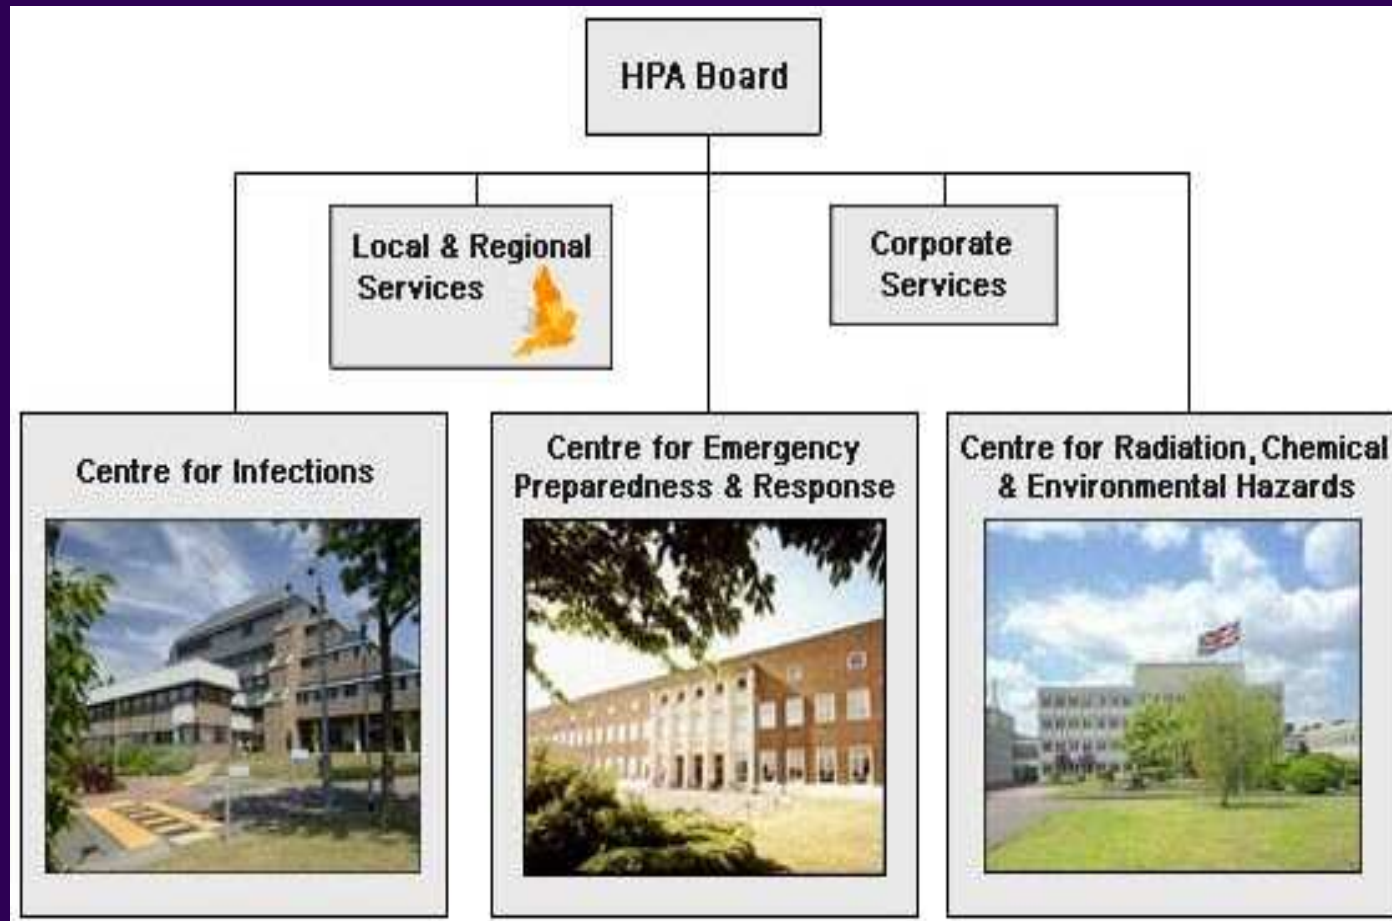 HPA Board
Local & Regional
Services
Corporate
Services
Centre for Infections
Centre for Emergency
Preparedness & Response
Centre for Radiation, Chemical
& Environmental Hazards